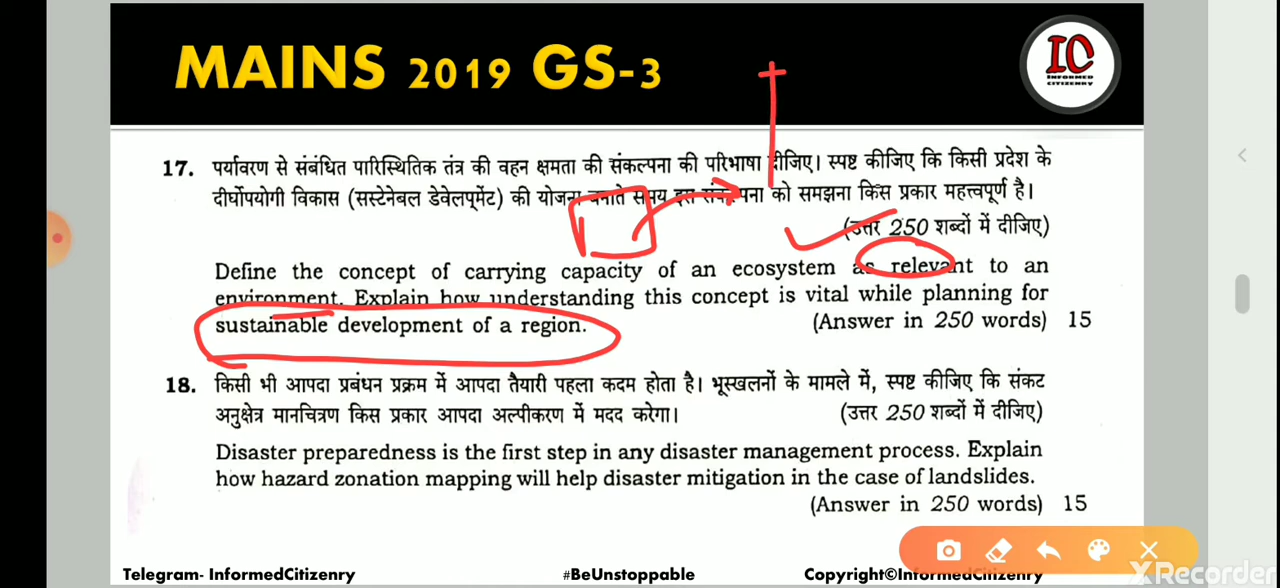 MAINS 2019 GS-3
IC
INFORMED
CITIZENRY
17. पर्यावरण से संबंधित पारिस्थितिक तंत्र की वहन क्षमता की संकल्पना की परिभाषा दीजिए। स्पष्ट कीजिए कि किसी प्रदेश के
दीर्घोपयोगी विकास (सस्टेनेबल डेवेलप्मेंट) की योजना बनाते समय इस संकल्पना को समझना किस प्रकार महत्त्वपूर्ण है।
(उत्तर 250 शब्दों में दीजिए)
Define the concept of carrying capacity of an ecosystem as relevant to an
environment. Explain how understanding this concept is vital while planning for
sustainable development of a region. (Answer in 250 words) 15
18. किसी भी आपदा प्रबंधन प्रक्रम में आपदा तैयारी पहला कदम होता है। भूस्खलनों के मामले में, स्पष्ट कीजिए कि संकट
अनुक्षेत्र मानचित्रण किस प्रकार आपदा अल्पीकरण में मदद करेगा। (उत्तर 250 शब्दों में दीजिए)
Disaster preparedness is the first step in any disaster management process. Explain
how hazard zonation mapping will help disaster mitigation in the case of landslides.
(Answer in 250 words) 15
Telegram- InformedCitizenry #BeUnstoppable Copyright©InformedCitizenry
XRecorder